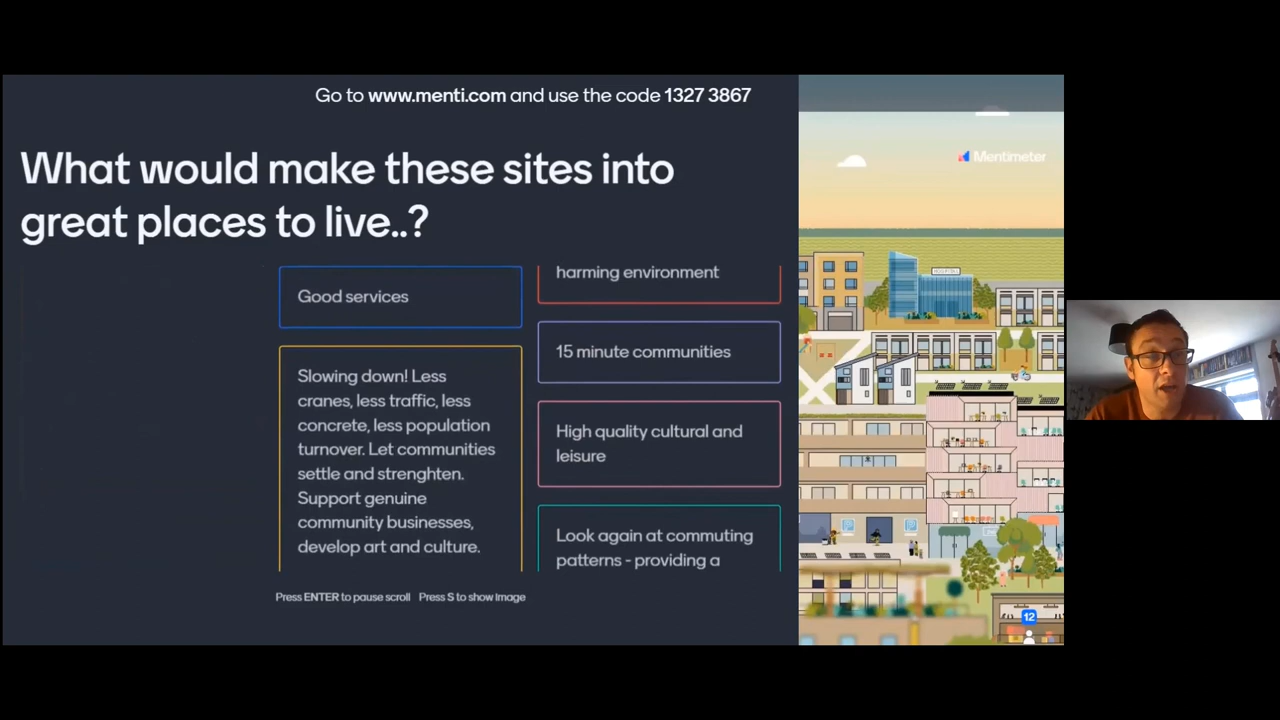 Go to www.menti.com and use the code 1327 3867
Mentimeter
What would make these sites into
great places to live..?
Good services
Slowing down! Less
cranes, less traffic, less
concrete, less population
turnover. Let communities
settle and strenghten.
Support genuine
community businesses,
develop art and culture.
harming environment
15 minute communities
High quality cultural and
leisure
Look again at commuting
patterns - providing a
Press ENTER to pause scroll Press S to show image
HOSPITAL
12